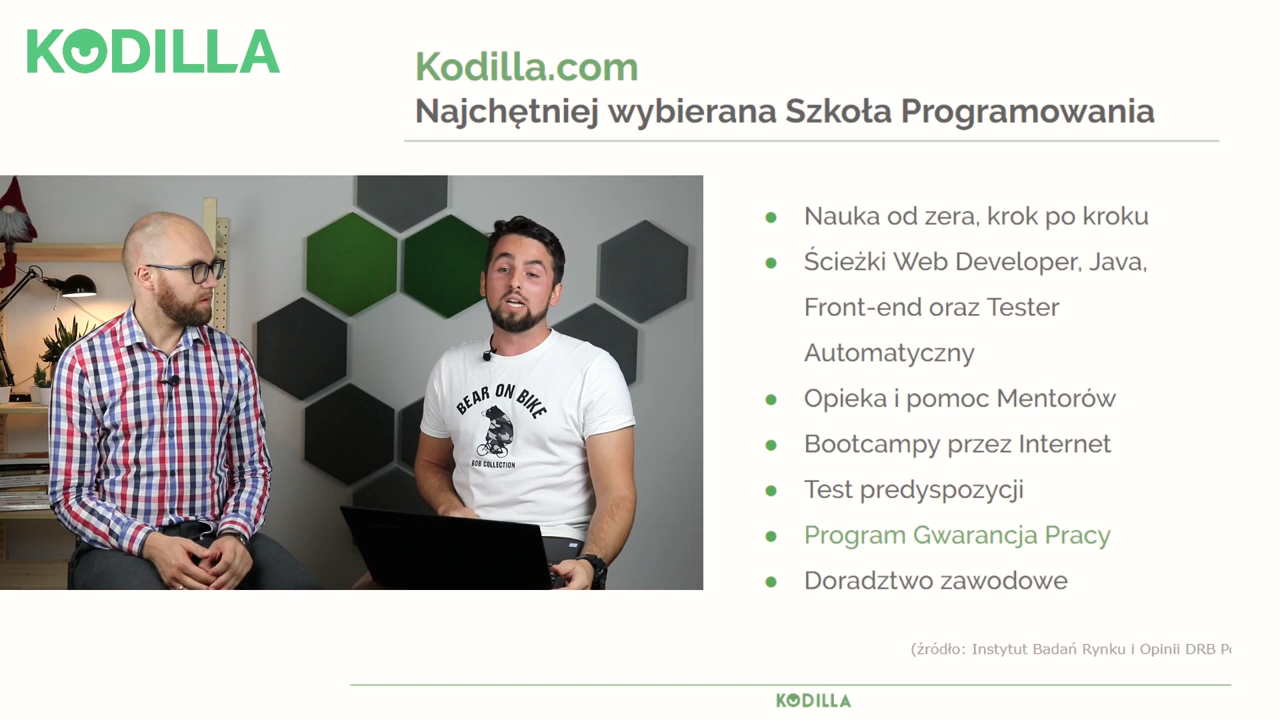 KODILLA
Kodilla.com
Najchętniej wybierana Szkoła Programowania
BEAR ON BIKE
BOB COLLECTION
Nauka od zera, krok po kroku
Ścieżki Web Developer, Java,
Front-end oraz Tester
Automatyczny
Opieka i pomoc Mentorów
Bootcampy przez Internet
Test predyspozycji
Program Gwarancja Pracy
Doradztwo zawodowe
(źródło: Instytut Badań Rynku i Opinii DRB
KODILLA